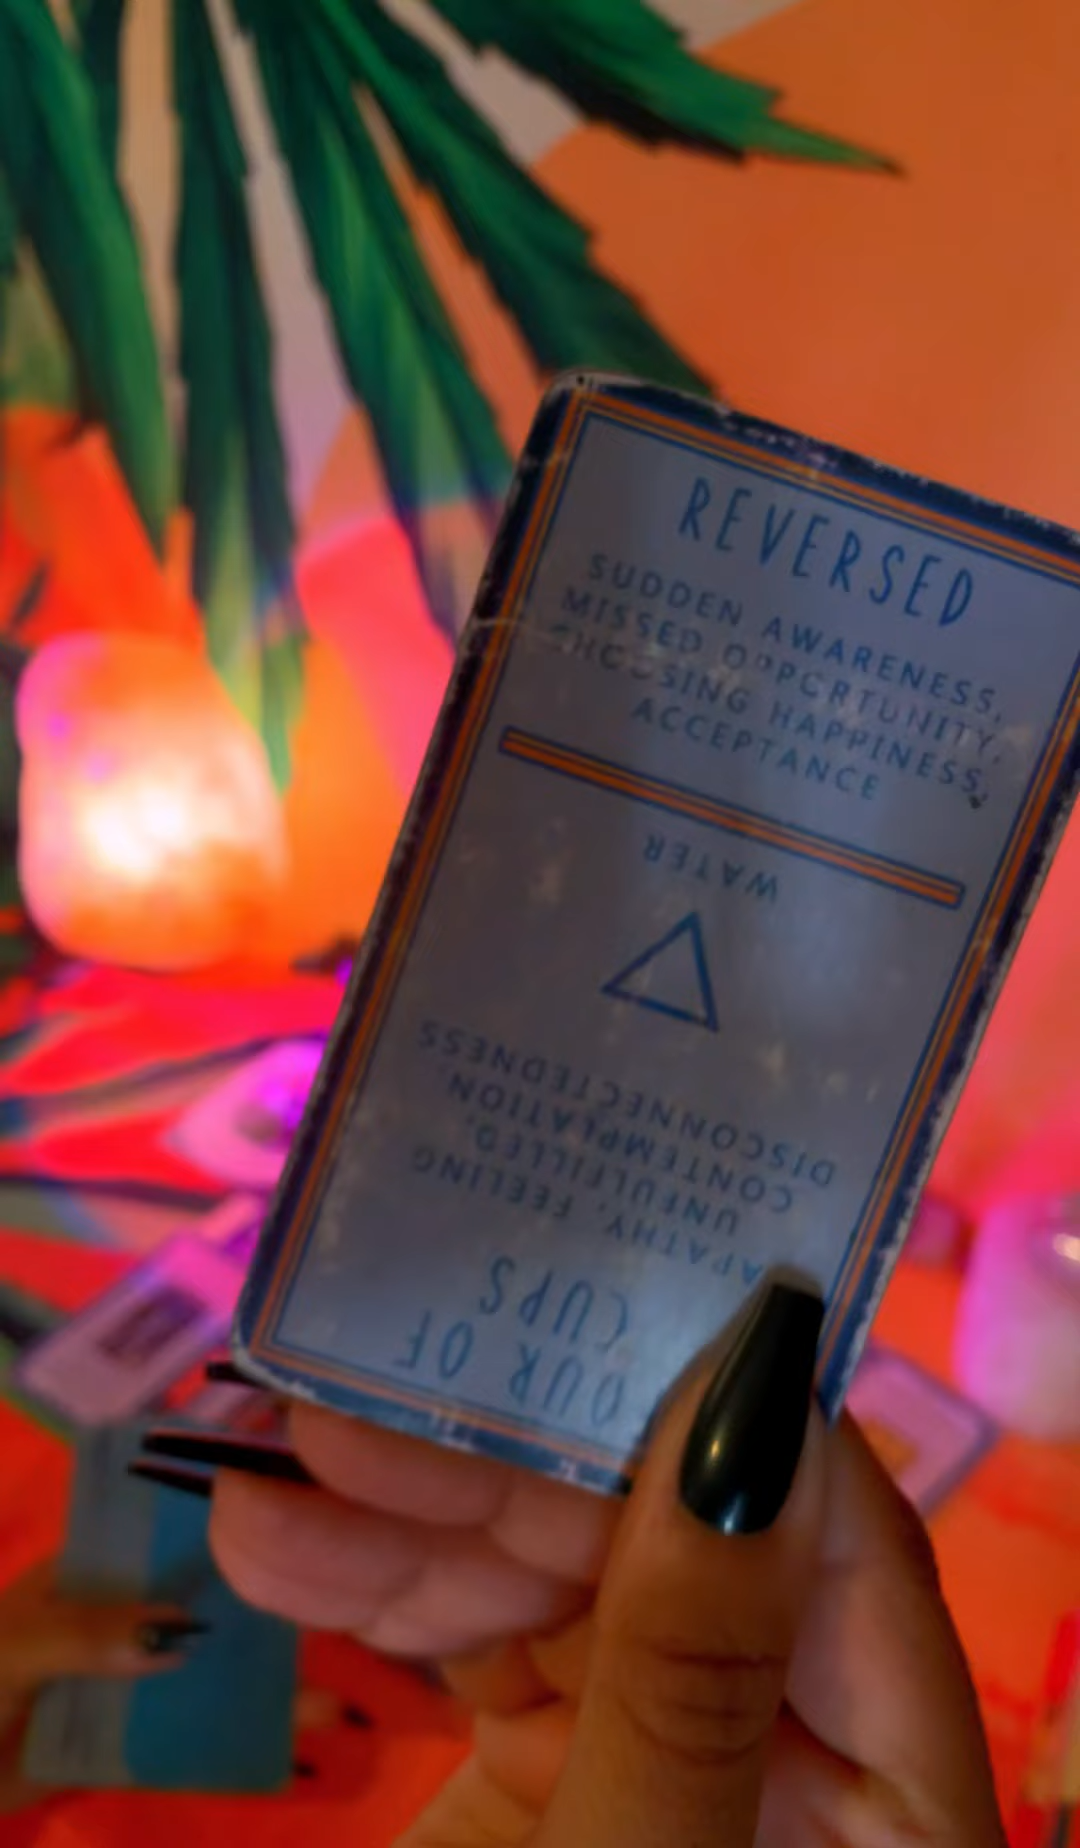 REVERSED
SUDDEN AWARENESS,
MISSED OPPORTUNITY,
CHOOSING HAPPINESS,
ACCEPTANCE
OUR OF
CUPS
APATHY, FEELING
UNFULFILLED,
CONTEMPLATION,
DISCONNECTEDNESS
WATER